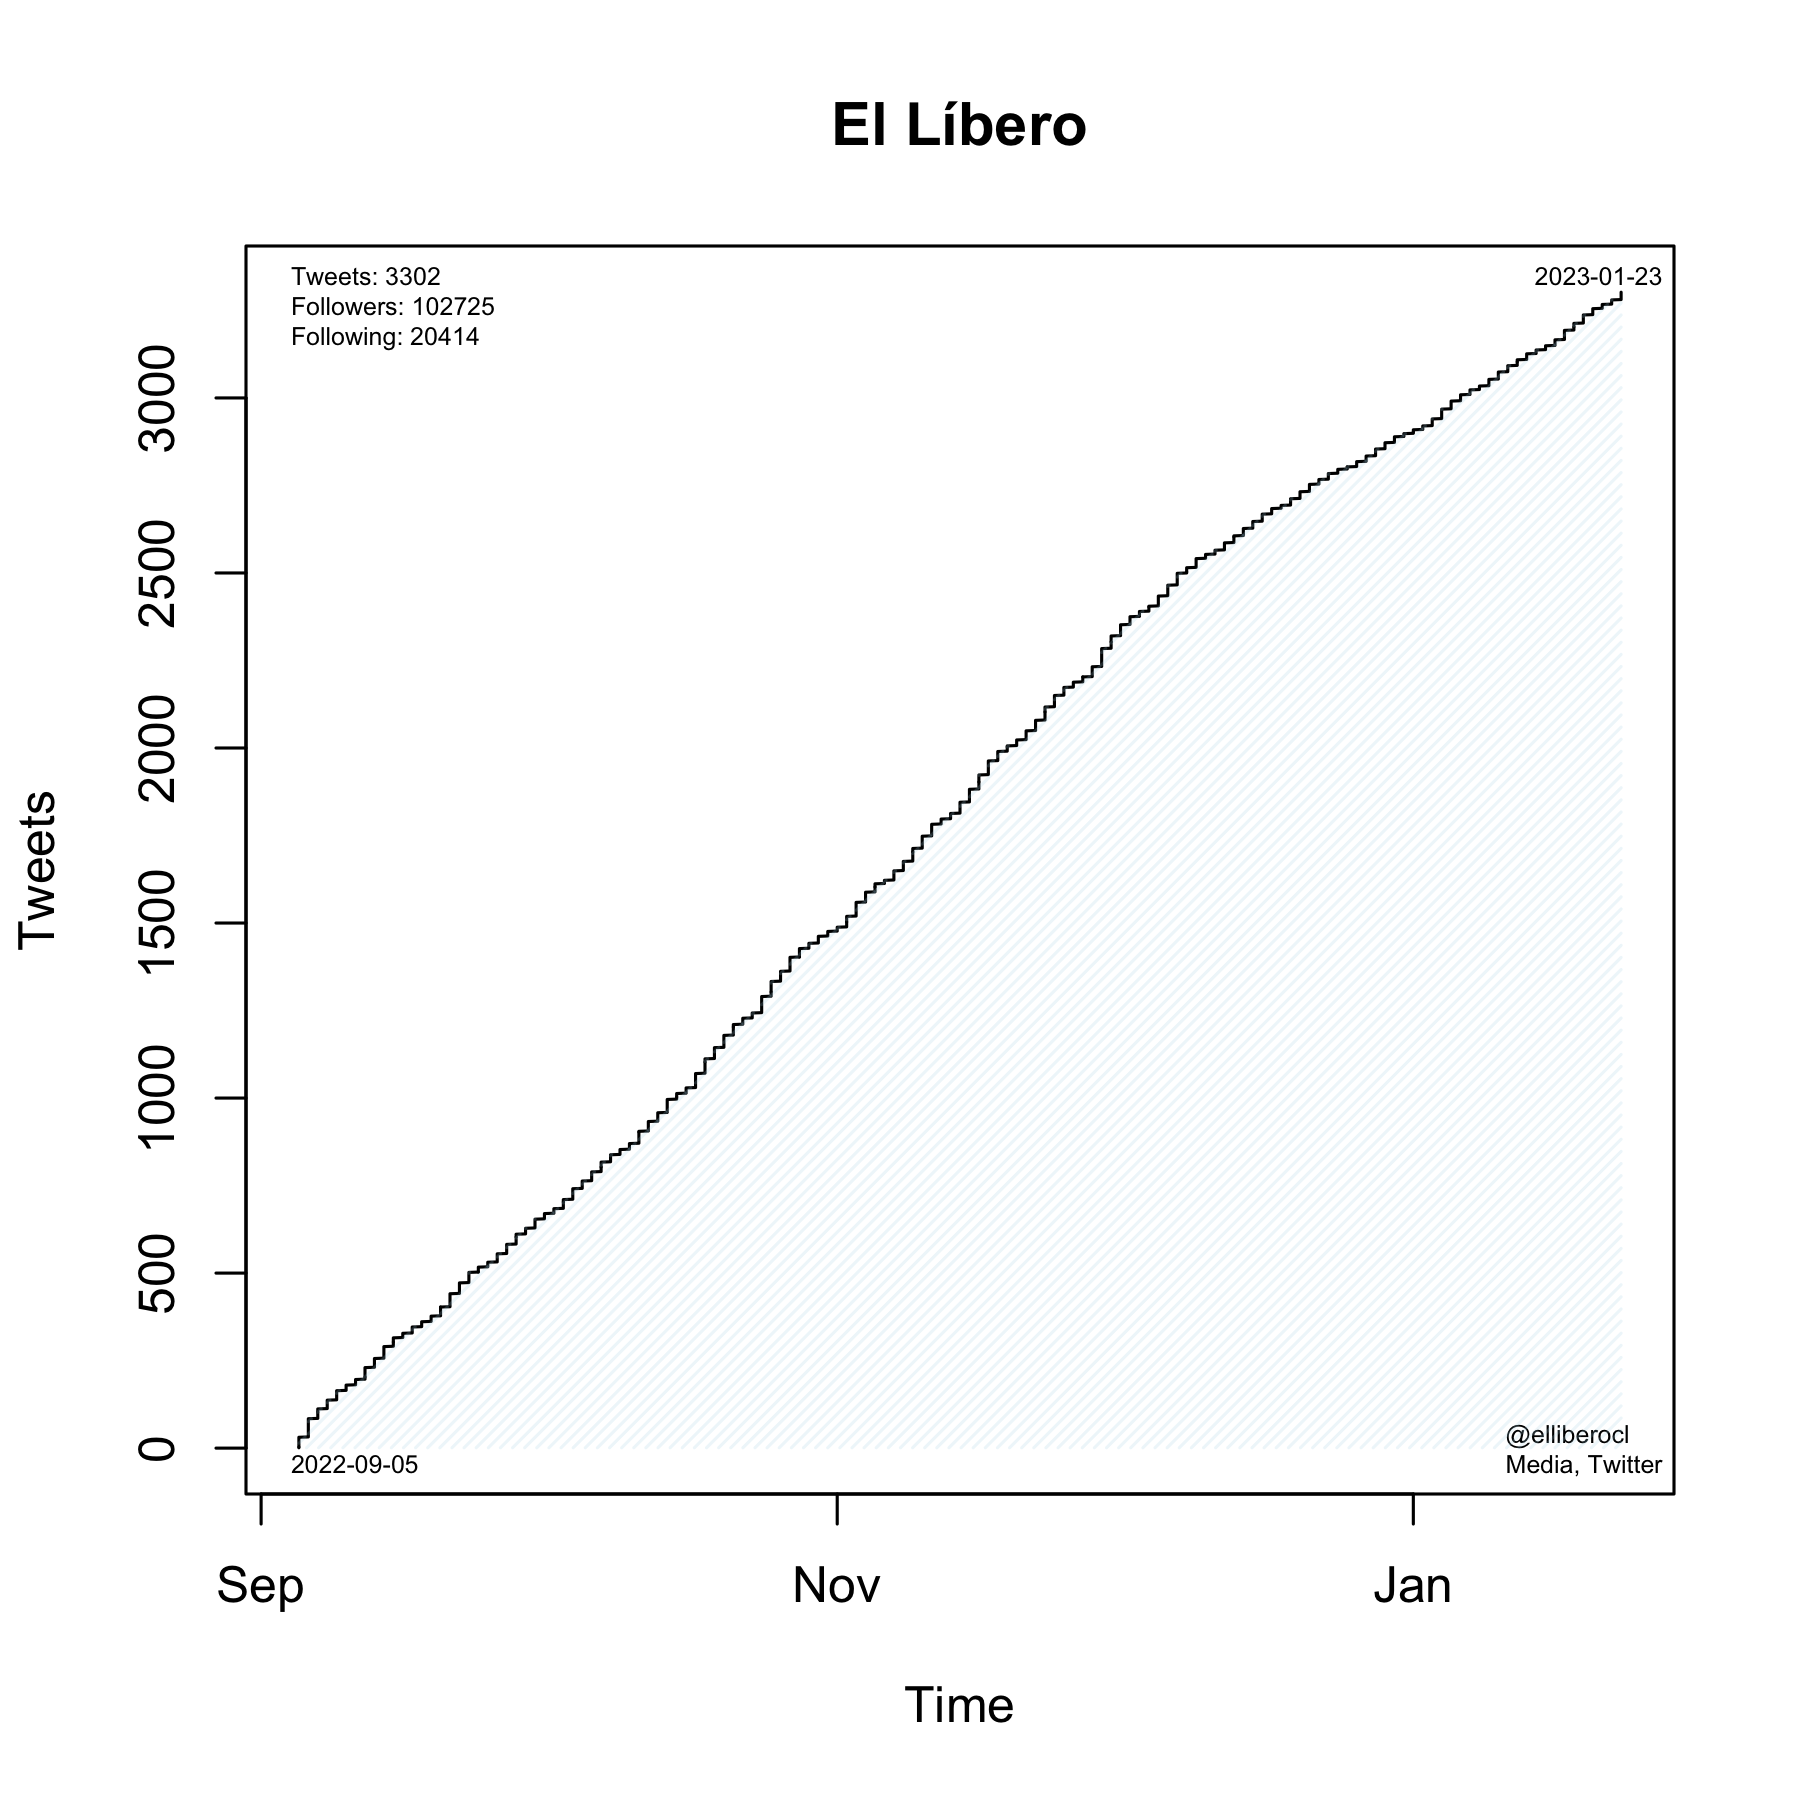 El Líbero
Tweets: 3302
Followers: 102725
Following: 20414
2023-01-23
3000
2500
2000
1500
1000
500
0
Tweets
2022-09-05
@elliberocl
Media, Twitter
Sep
Nov
Jan
Time